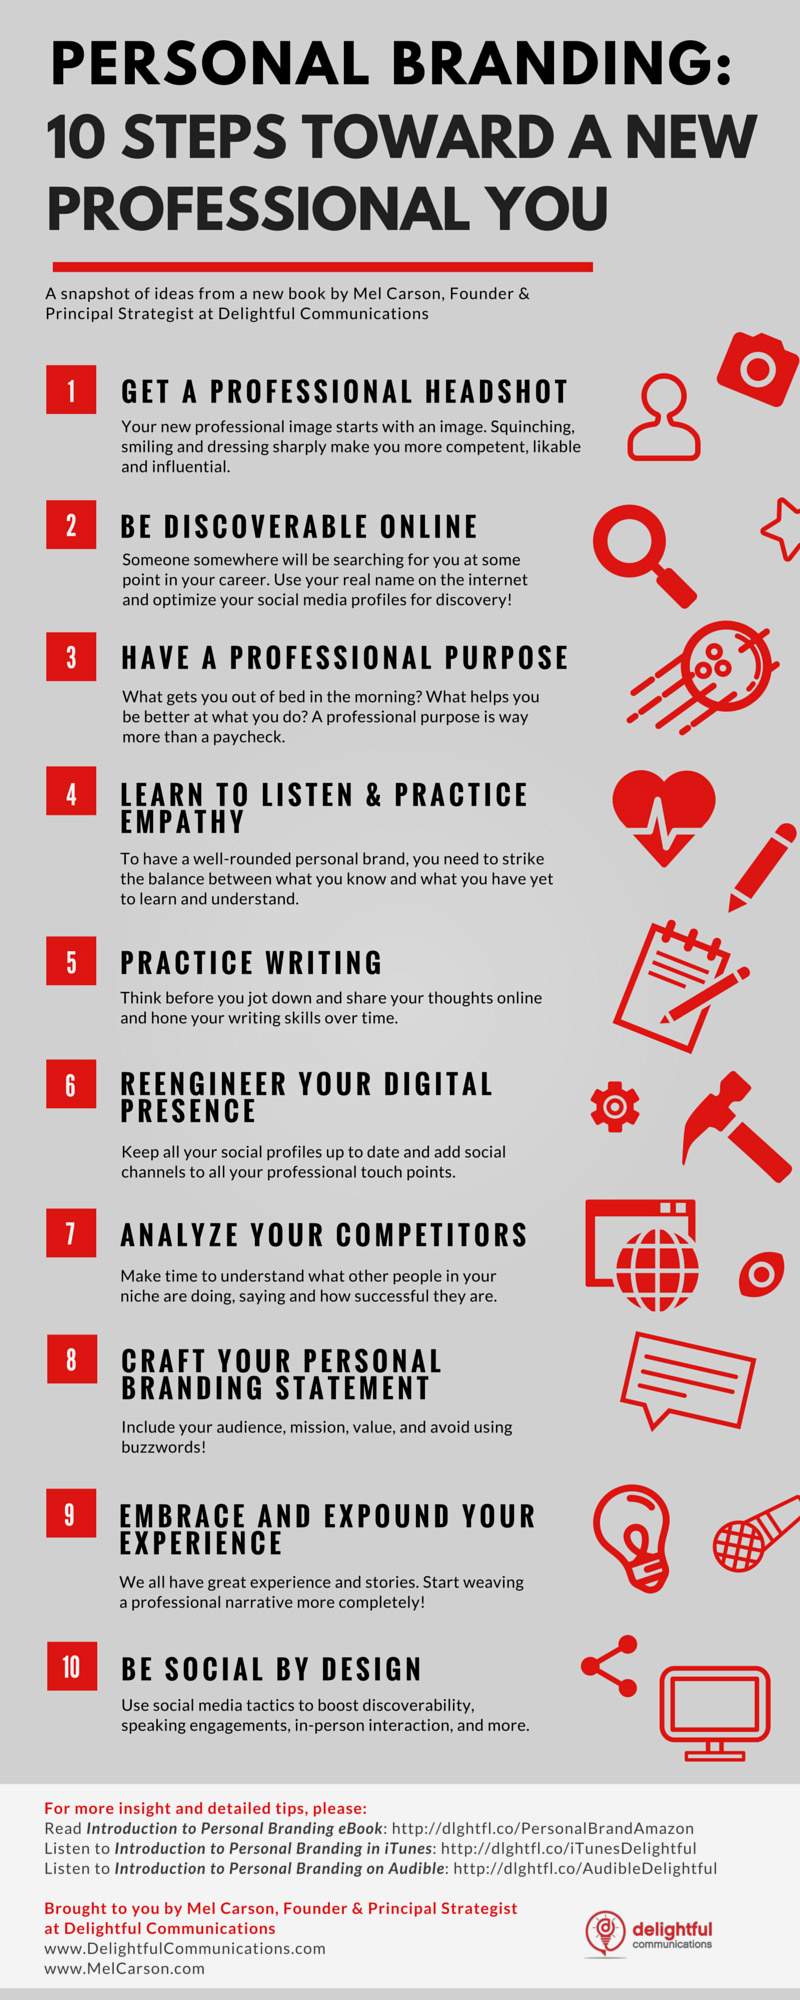 PERSONAL BRANDING:
10 STEPS TOWARD A NEW
PROFESSIONAL YOU
A snapshot of ideas from a new book by Mel Carson, Founder &
Principal Strategist at Delightful Communications
1
GET A PROFESSIONAL HEADSHOT
Your new professional image starts with an image. Squinching,
smiling and dressing sharply make you more competent, likable
and influential.
2
BE DISCOVERABLE ONLINE
Someone somewhere will be searching for you at some
point in your career. Use your real name on the internet
and optimize your social media profiles for discovery!
3
HAVE A PROFESSIONAL PURPOSE
What gets you out of bed in the morning? What helps you
be better at what you do? A professional purpose is way
more than a paycheck.
4
LEARN TO LISTEN & PRACTICE
EMPATHY
To have a well-rounded personal brand, you need to strike
the balance between what you know and what you have yet
to learn and understand.
5
PRACTICE WRITING
Think before you jot down and share your thoughts online
and hone your writing skills over time.
6
REENGINEER YOUR DIGITAL
PRESENCE
Keep all your social profiles up to date and add social
channels to all your professional touch points.
7
ANALYZE YOUR COMPETITORS
Make time to understand what other people in your
niche are doing, saying and how successful they are.
8
CRAFT YOUR PERSONAL
BRANDING STATEMENT
Include your audience, mission, value, and avoid using
buzzwords!
9
EMBRACE AND EXPOUND YOUR
EXPERIENCE
We all have great experience and stories. Start weaving
a professional narrative more completely!
10
BE SOCIAL BY DESIGN
Use social media tactics to boost discoverability,
speaking engagements, in-person interaction, and more.
For more insight and detailed tips, please:
Read Introduction to Personal Branding eBook: http://dlghtfl.co/PersonalBrandAmazon
Listen to Introduction to Personal Branding in iTunes: http://dlghtfl.co/iTunesDelightful
Listen to Introduction to Personal Branding on Audible: http://dlghtfl.co/AudibleDelightful
Brought to you by Mel Carson, Founder & Principal Strategist
at Delightful Communications
www.DelightfulCommunications.com
www.MelCarson.com
delightful
communications